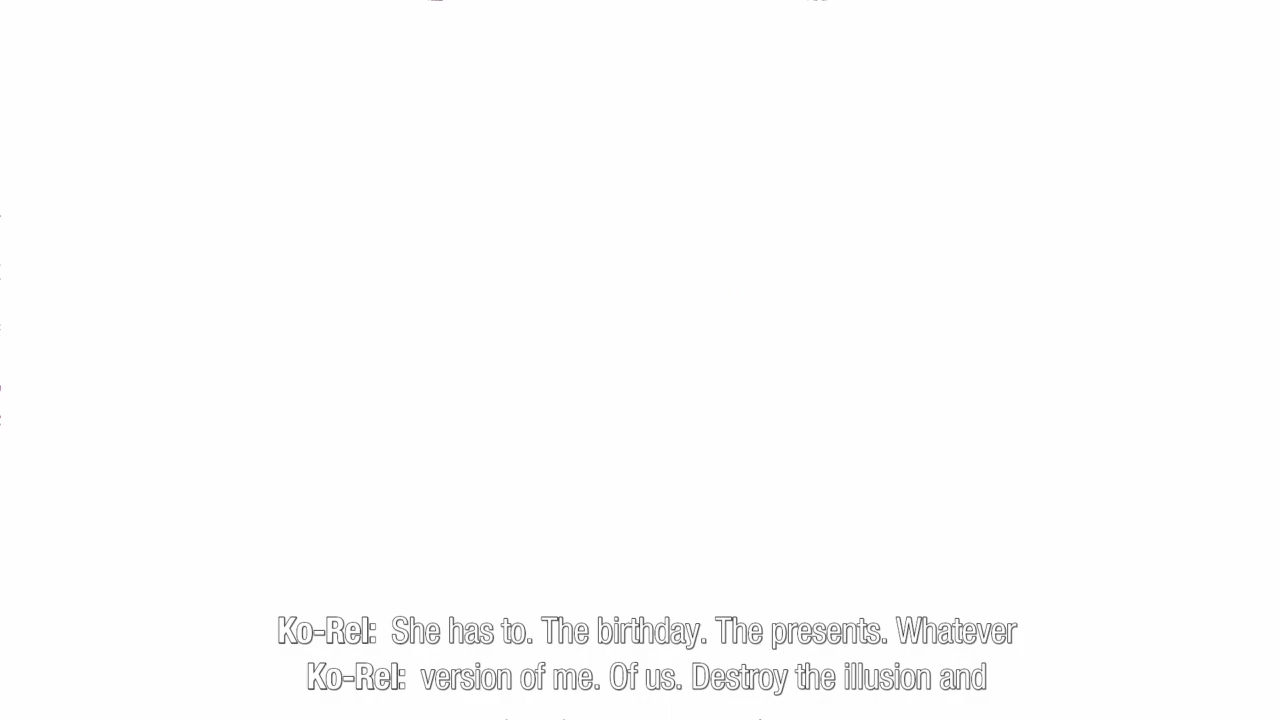 Ko-Rel: She has to. The birthday. The presents. Whatever
Ko-Rel: version of me. Of us. Destroy the illusion and